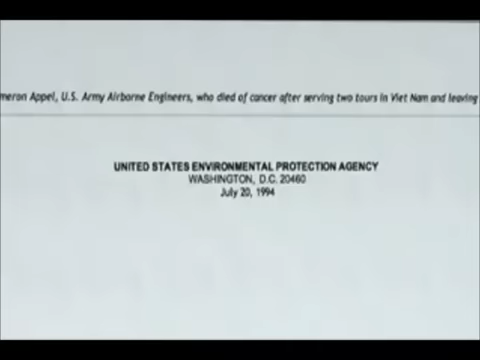 meron Appel, U.S. Army Airborne Engineers, who died of cancer after serving two tours in Viet Nam and leaving
UNITED STATES ENVIRONMENTAL PROTECTION AGENCY
WASHINGTON, D.C. 20460
July 20, 1994